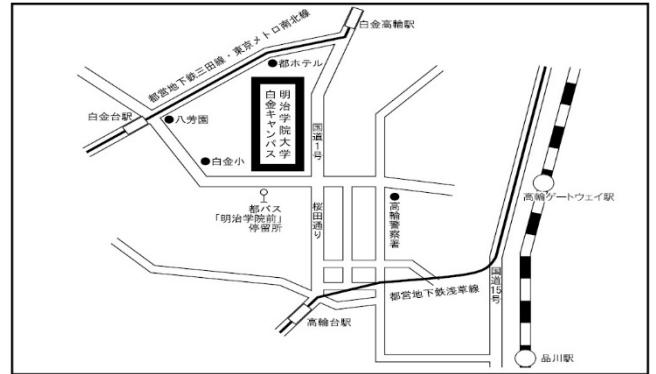 白金高輪駅
都営地下鉄三田線・東京メトロ南北線
都ホテル
明治学院大学
白金キャンパス
白金台駅
八芳園
白金小
国道1号
都バス
「明治学院前」
停留所
桜田通り
高輪警察署
高輪ゲートウェイ駅
都営地下鉄浅草線
国道15号
高輪台駅
品川駅